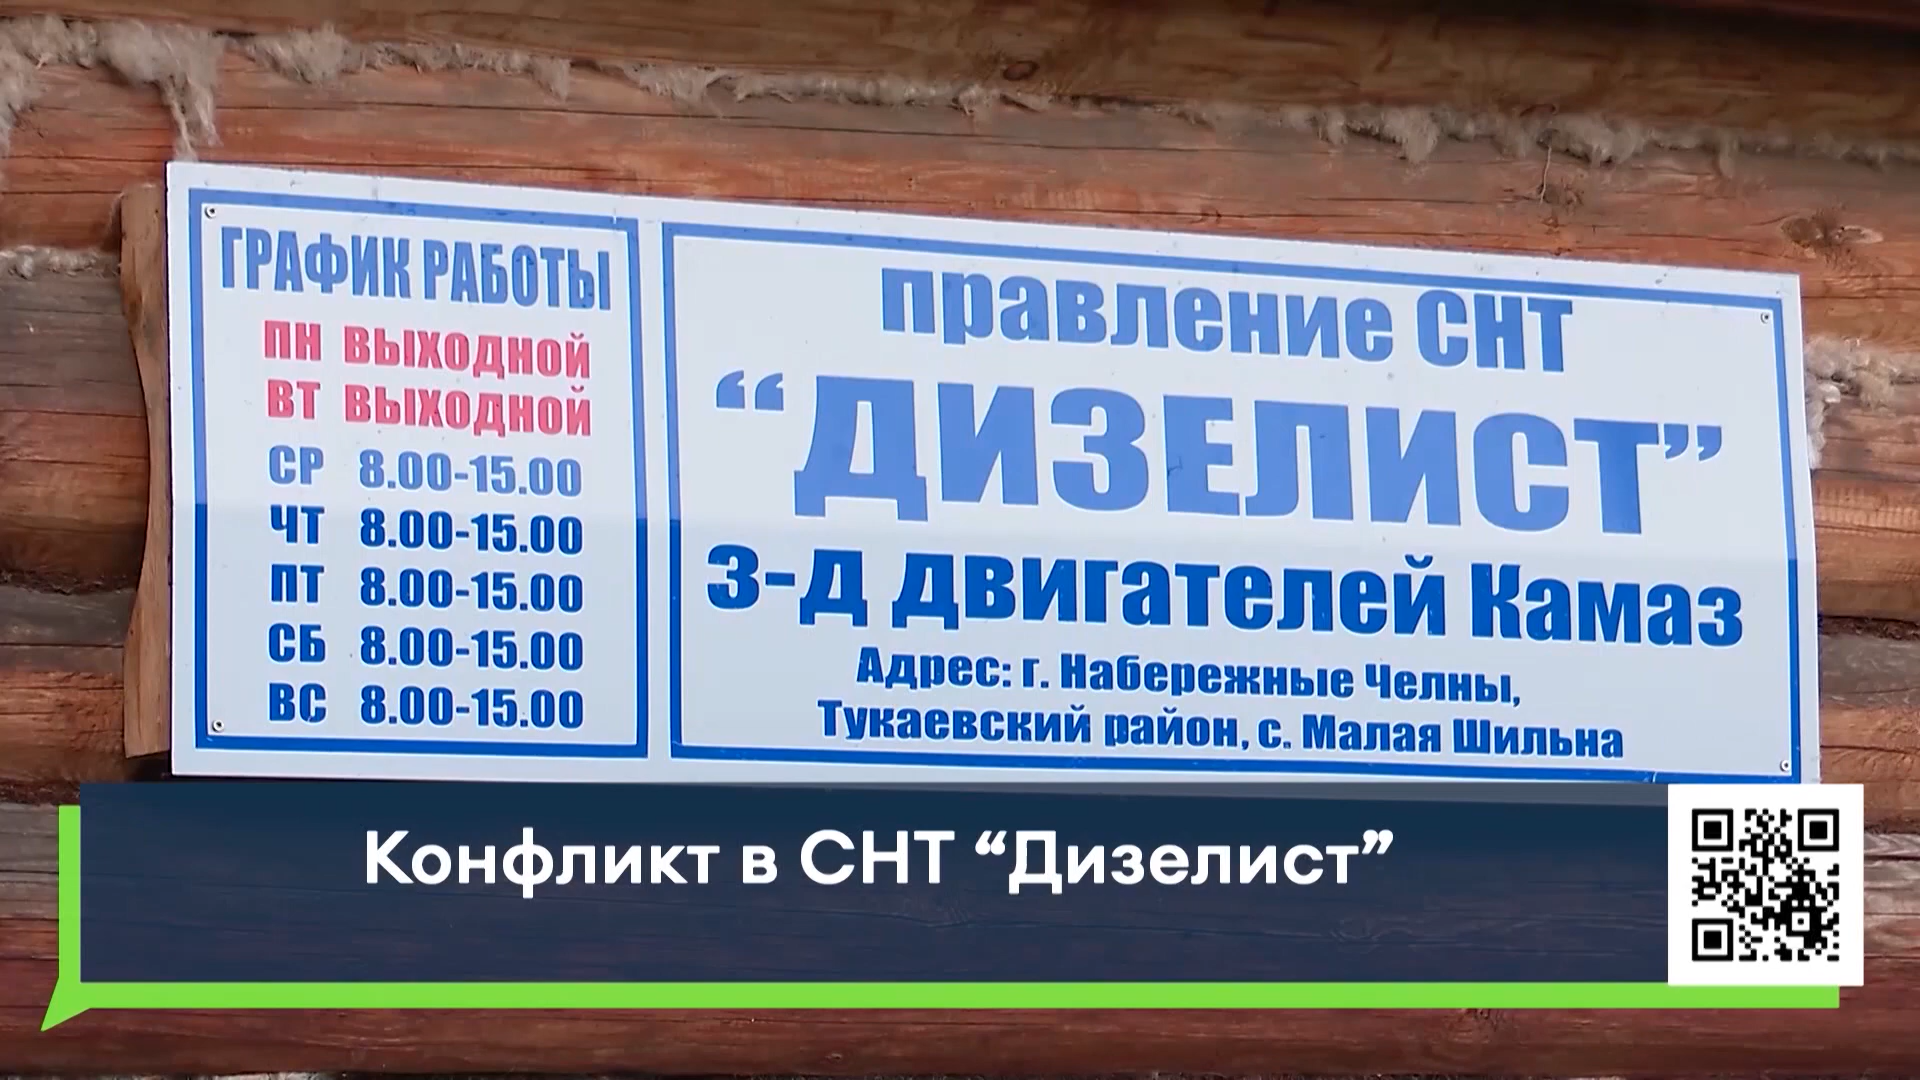 ГРАФИК РАБОТЫ
ПН ВЫХОДНОЙ
ВТ ВЫХОДНОЙ
СР 8.00-15.00
ЧТ 8.00-15.00
ПТ 8.00-15.00
СБ 8.00-15.00
ВС 8.00-15.00
правление СНТ
“ДИЗЕЛИСТ”
з-д двигателей Камаз
Адрес: г. Набережные Челны,
Тукаевский район, с. Малая Шильна
Конфликт в СНТ “Дизелист”